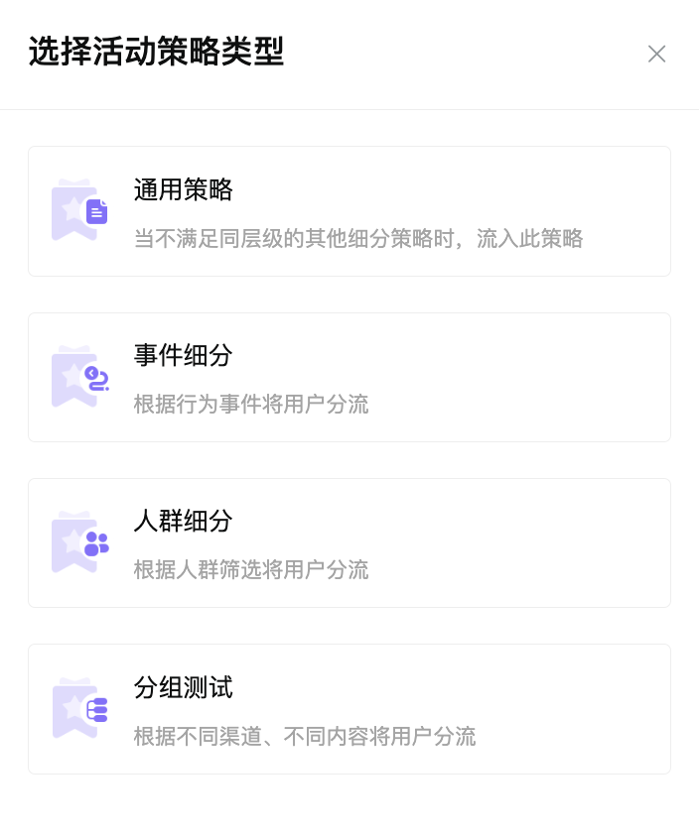 选择活动策略类型
通用策略
当不满足同层级的其他细分策略时，流入此策略
事件细分
根据行为事件将用户分流
人群细分
根据人群筛选将用户分流
分组测试
根据不同渠道、不同内容将用户分流